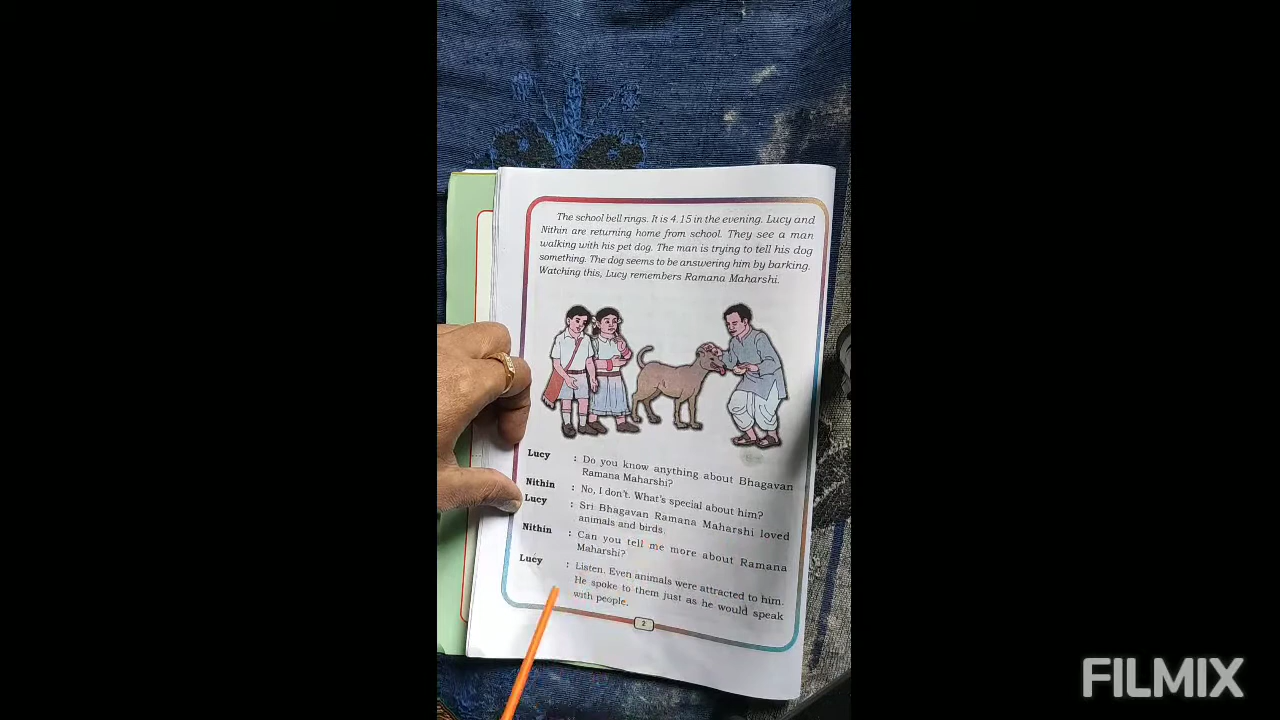 The school bell rings. It is 4.15 in the evening. Lucy and
Nithin are returning home from school. They see a man
walking with his pet dog. The man is trying to tell his dog
something. The dog seems to be answering him by barking.
Watching this, Lucy remembers Ramana Maharshi.
Lucy : Do you know anything about Bhagavan
Ramana Maharshi?
Nithin : No, I don't. What's special about him?
Lucy : Sri Bhagavan Ramana Maharshi loved
animals and birds.
Nithin : Can you tell me more about Ramana
Maharshi?
Lucy : Listen. Even animals were attracted to him.
He spoke to them just as he would speak
with people.
2
FILMIX